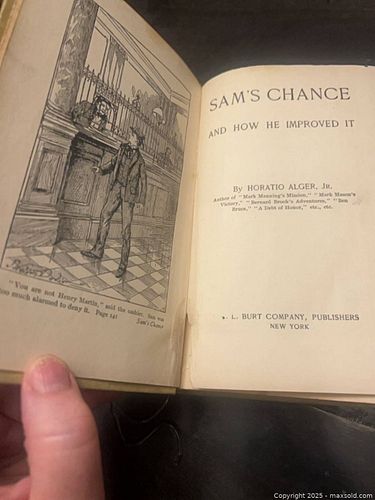 "You are not Henry Martin," said the cashier. Sam was
too much alarmed to deny it. Page 141
Sam's Chance
SAM'S CHANCE
AND HOW HE IMPROVED IT
By HORATIO ALGER, JR.
Author of "Mark Manning's Mission," "Mark Mason's
Victory," "Bernard Brook's Adventures," "Ben
Bruce," "A Debt of Honor," etc., etc.
L. BURT COMPANY, PUBLISHERS
NEW YORK
Copyright 2025 - maxsold.com